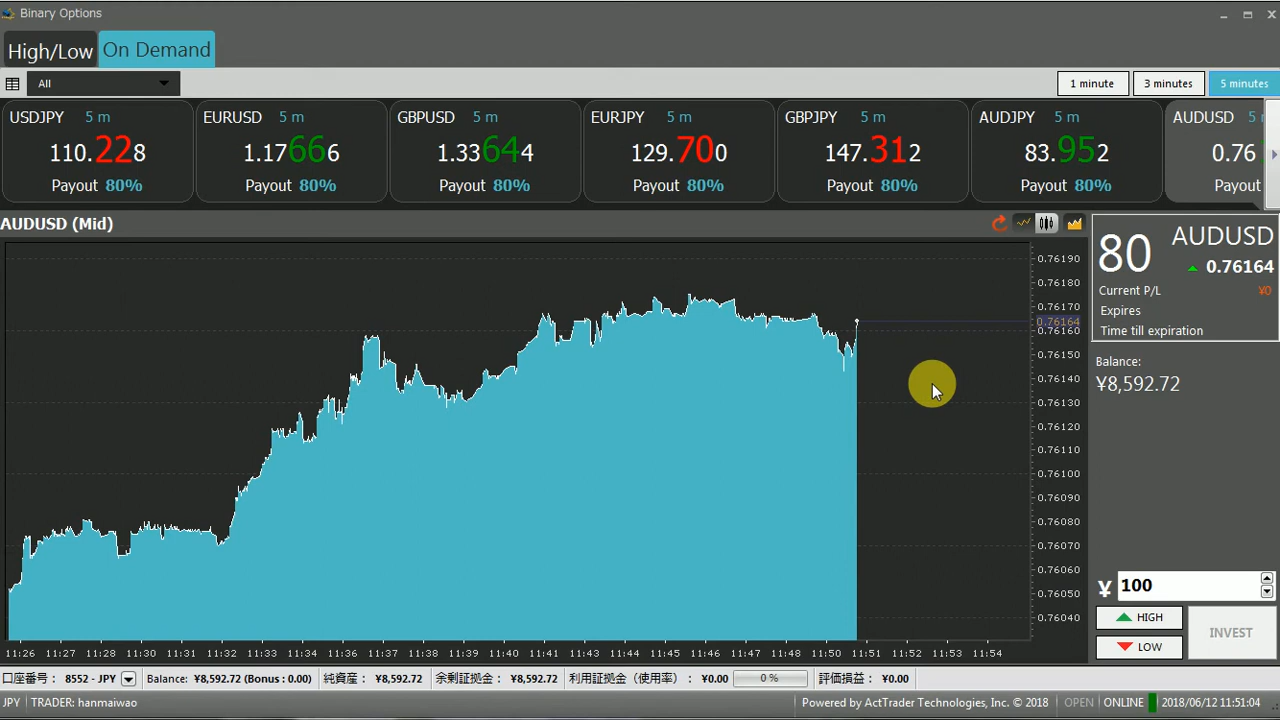 Binary Options
High/Low On Demand
All 1 minute 3 minutes 5 minutes
USDJPY 5 m EURUSD 5 m GBPUSD 5 m EURJPY 5 m GBPJPY 5 m AUDJPY 5 m AUDUSD 5
110.228 1.17666 1.33644 129.700 147.312 83.952 0.76
Payout 80% Payout 80% Payout 80% Payout 80% Payout 80% Payout 80% Payout
AUDUSD (Mid)
0.76190
0.76180
0.76170
0.76164
0.76160
0.76150
0.76140
0.76130
0.76120
0.76110
0.76100
0.76090
0.76080
0.76070
0.76060
0.76050
0.76040
11:26 11:27 11:28 11:29 11:30 11:31 11:32 11:33 11:34 11:36 11:37 11:38 11:39 11:40 11:41 11:43 11:44 11:45 11:46 11:47 11:48 11:50 11:51 11:52 11:53 11:54
80 AUDUSD
0.76164
Current P/L ¥0
Expires
Time till expiration
Balance:
¥8,592.72
¥ 100
HIGH
LOW
INVEST
口座番号： 8552 - JPY Balance: ¥8,592.72 (Bonus : 0.00) 純資産： ¥8,592.72 余剰証拠金： ¥8,592.72 利用証拠金（使用率）： ¥0.00 0 % 評価損益： ¥0.00
JPY TRADER: hanmaiwao Powered by ActTrader Technologies, Inc. © 2018 OPEN ONLINE 2018/06/12 11:51:04